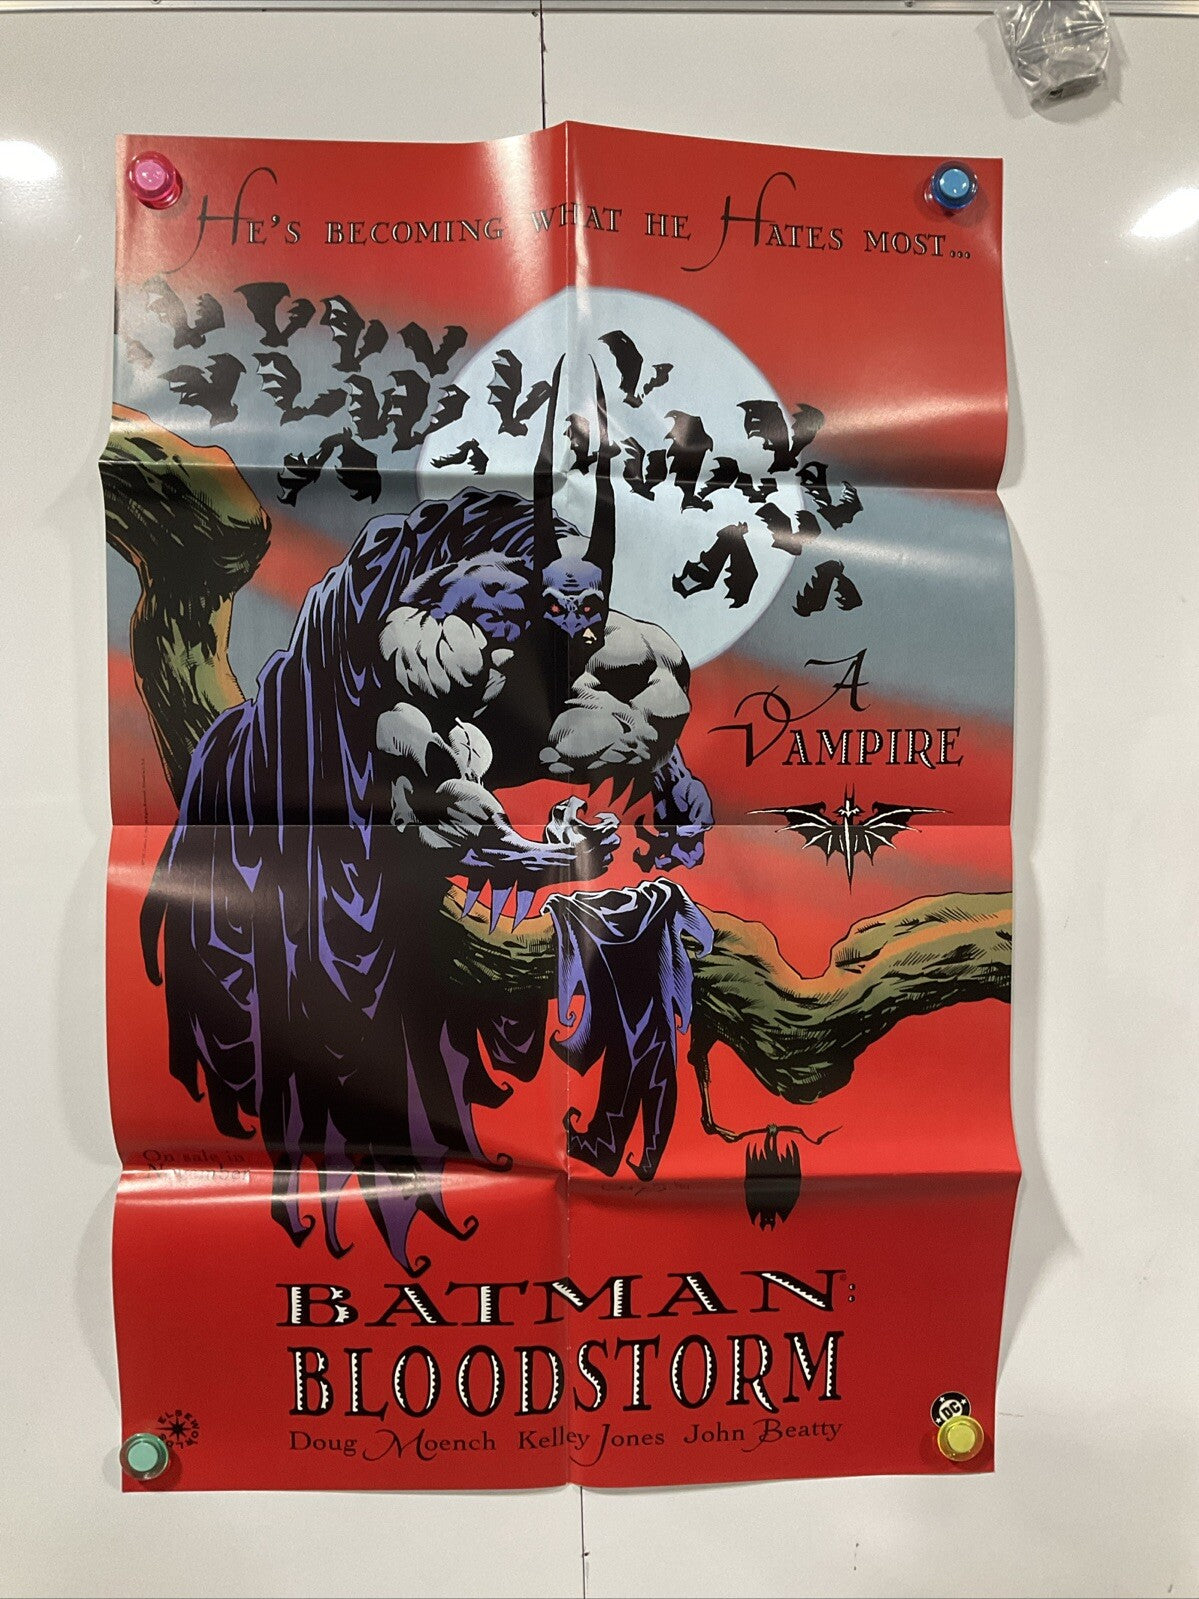 HE'S BECOMING WHAT HE HATES MOST...
A
VAMPIRE
On sale in
November
BATMAN:
BLOODSTORM
Doug Moench Kelley Jones John Beatty
DC